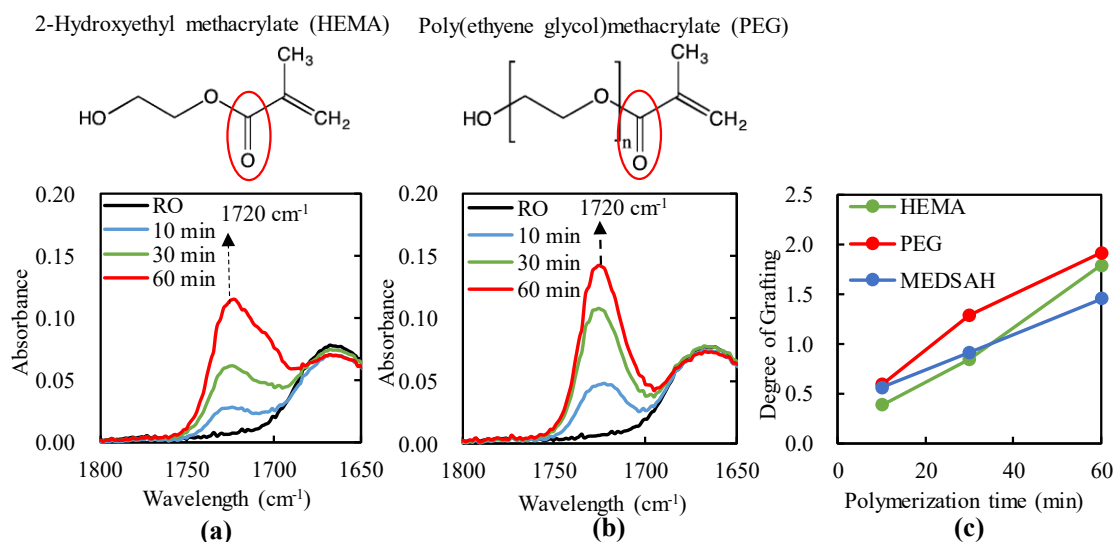 2-Hydroxyethyl methacrylate (HEMA)
Poly(ethyene glycol)methacrylate (PEG)
HO
O
O
CH3
CH2
HO
O
n
O
CH3
CH2
Absorbance
0.20
0.15
0.10
0.05
0.00
RO
10 min
30 min
60 min
1720 cm-1
1800
1750
1700
1650
Wavelength (cm-1)
(a)
Absorbance
0.20
0.15
0.10
0.05
0.00
RO
10 min
30 min
60 min
1720 cm-1
1800
1750
1700
1650
Wavelength (cm-1)
(b)
Degree of Grafting
2.5
2.0
1.5
1.0
0.5
0.0
HEMA
PEG
MEDSAH
0
20
40
60
Polymerization time (min)
(c)